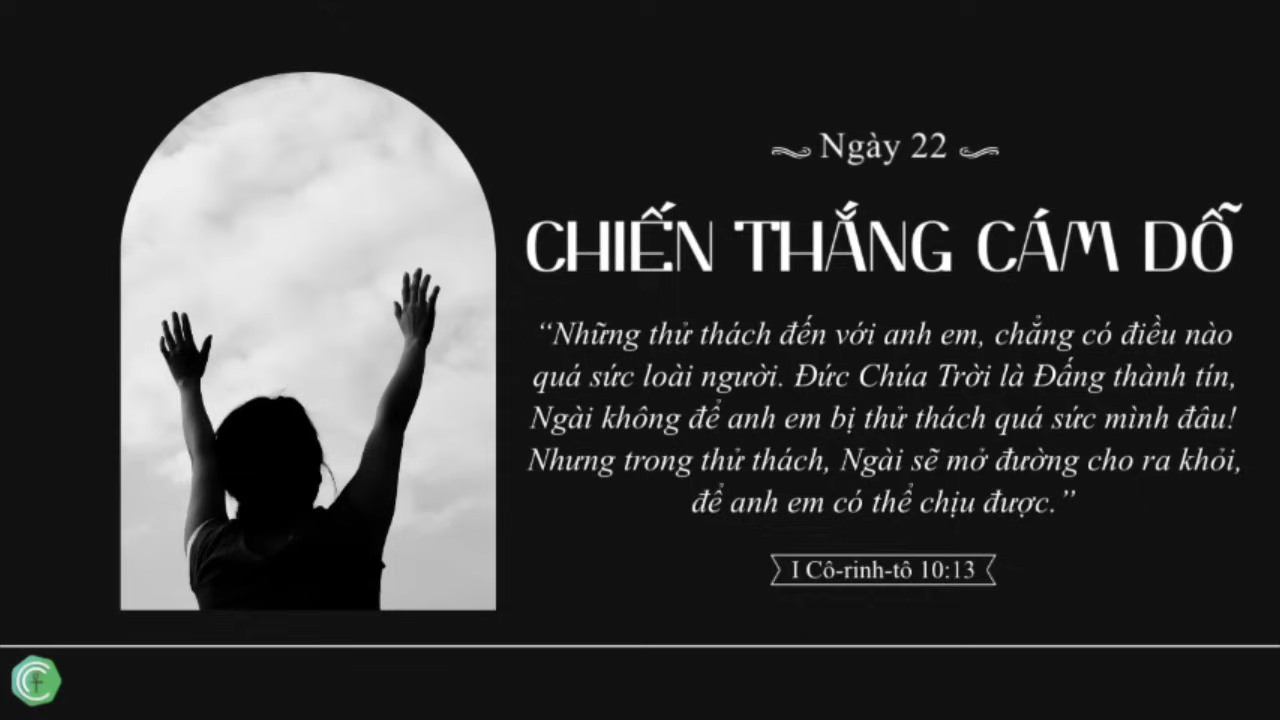 Ngày 22
CHIẾN THẮNG CÁM DỖ
“Những thử thách đến với anh em, chẳng có điều nào
quá sức loài người. Đức Chúa Trời là Đấng thành tín,
Ngài không để anh em bị thử thách quá sức mình đâu!
Nhưng trong thử thách, Ngài sẽ mở đường cho ra khỏi,
để anh em có thể chịu được.”
I Cô-rinh-tô 10:13